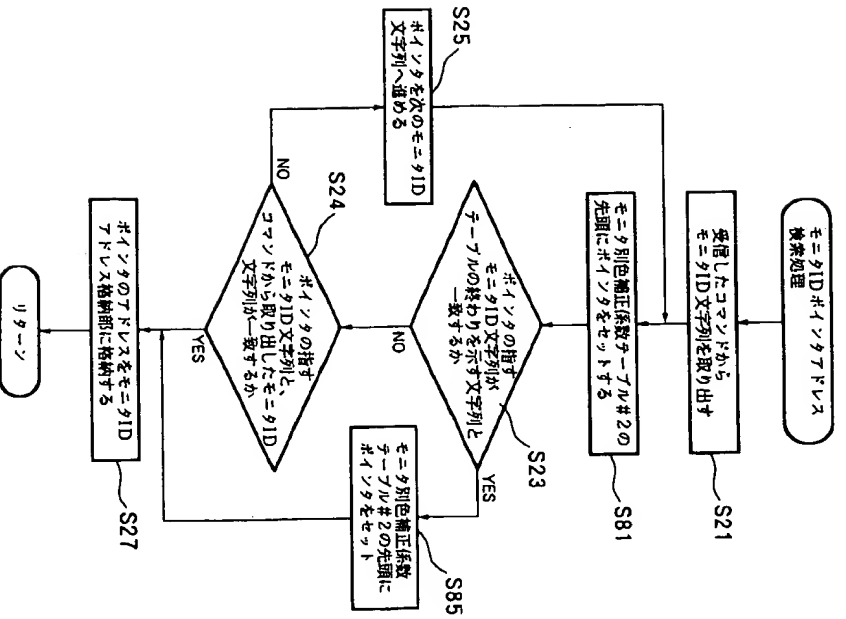 モニタIDポインタアドレス
検索処理
受信したコマンドから
モニタID文字列を取り出す
S21
モニタ別色補正係数テーブル#2の
先頭にポインタをセットする
S81
ポインタの指す
モニタID文字列が
テーブルの終わりを示す文字列と
一致するか
S23
YES
NO
モニタ別色補正係数
テーブル#2の先頭に
ポインタをセット
S85
ポインタの指す
モニタID文字列と、
コマンドから取り出したモニタID
文字列が一致するか
S24
NO
YES
ポインタを次のモニタID
文字列へ進める
S25
ポインタのアドレスをモニタID
アドレス格納部に格納する
S27
リターン